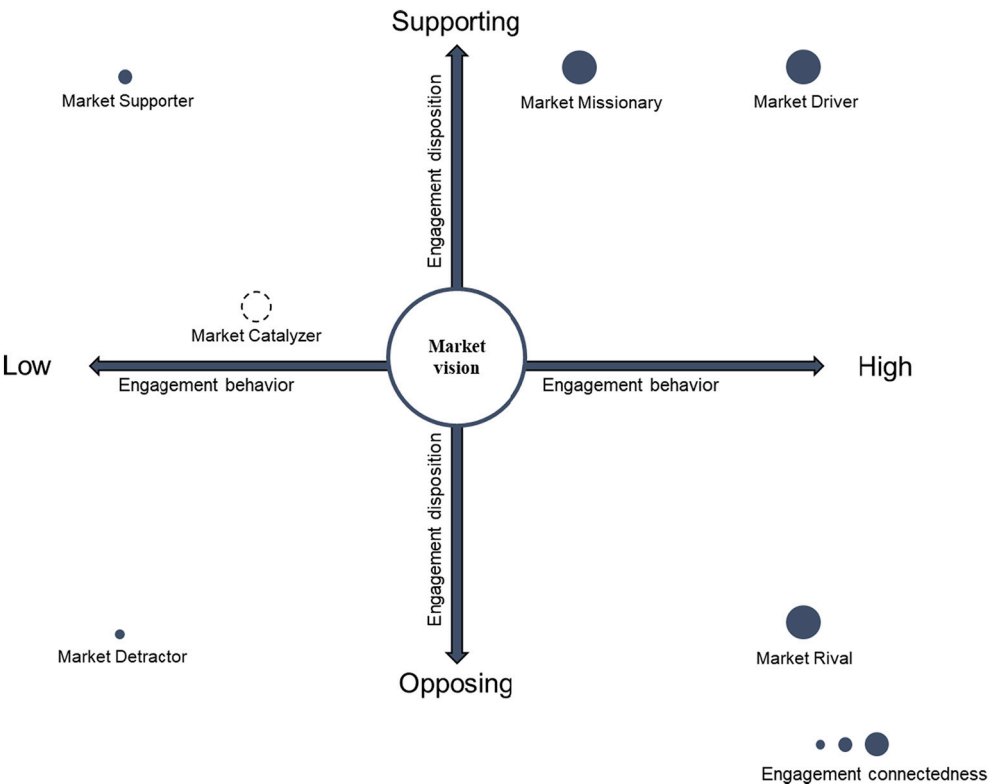 Supporting
Market Supporter
Market Missionary
Market Driver
Engagement disposition
Market Catalyzer
Market
vision
Low
High
Engagement behavior
Engagement behavior
Engagement disposition
Market Detractor
Market Rival
Opposing
Engagement connectedness